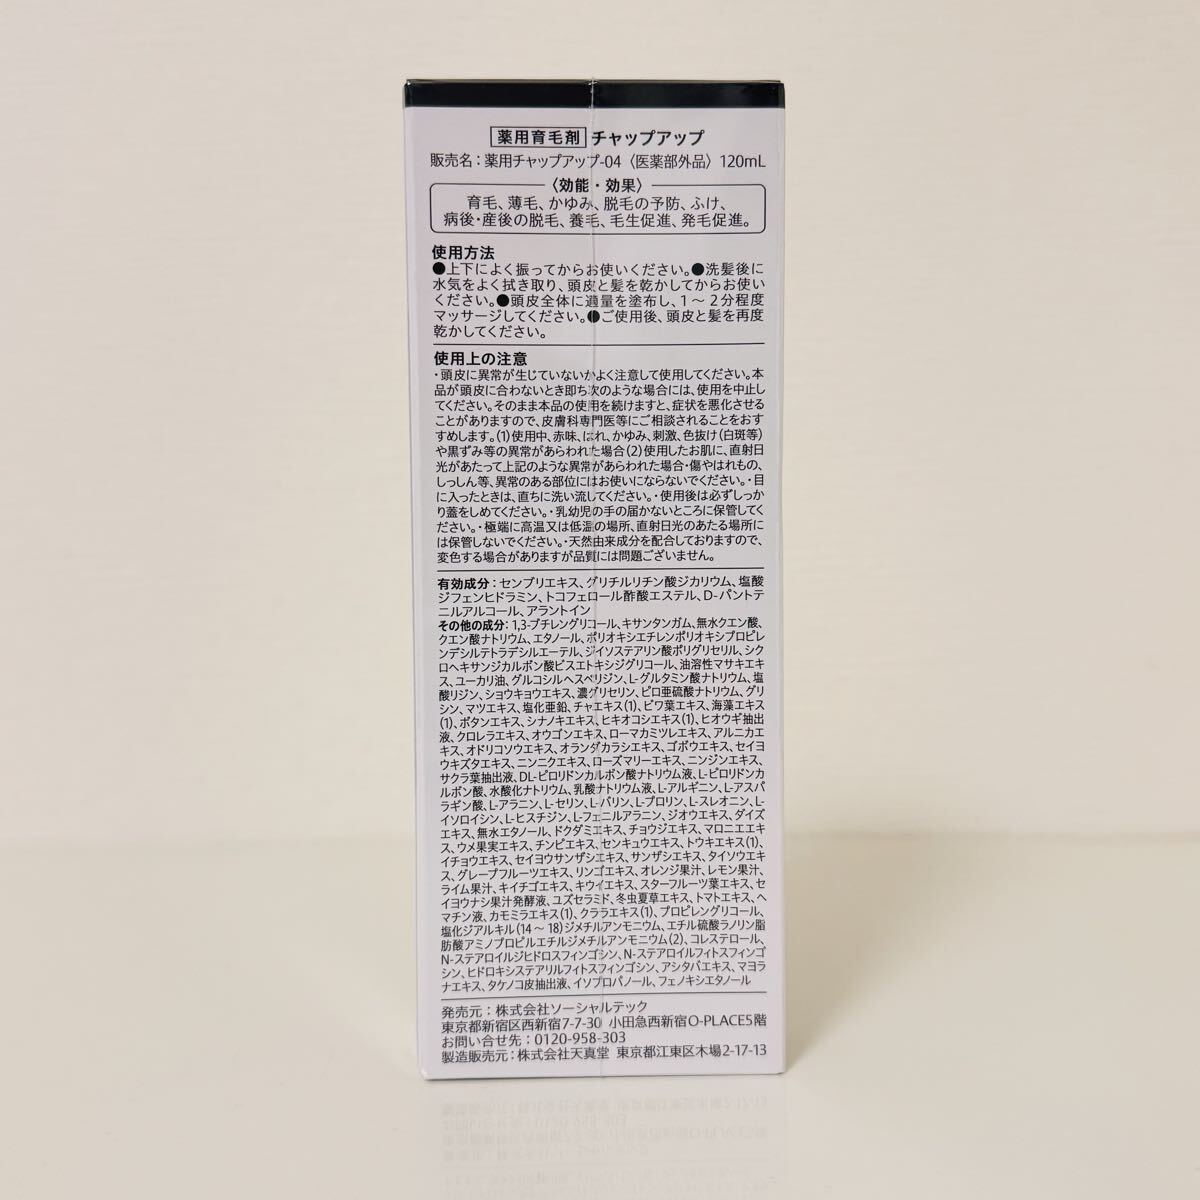 薬用育毛剤 チャップアップ
販売名：薬用チャップアップ-04〈医薬部外品〉120mL
〈効能・効果〉
育毛、薄毛、かゆみ、脱毛の予防、ふけ、
病後・産後の脱毛、養毛、毛生促進、発毛促進。
使用方法
●上下によく振ってからお使いください。●洗髪後に
水気をよく拭き取り、頭皮と髪を乾かしてからお使い
ください。●頭皮全体に適量を塗布し、1～2分程度
マッサージしてください。●ご使用後、頭皮と髪を再度
乾かしてください。
使用上の注意
・頭皮に異常が生じていないかよく注意して使用してください。本
品が頭皮に合わないとき即ち次のような場合には、使用を中止し
てください。そのまま本品の使用を続けますと、症状を悪化させる
ことがありますので、皮膚科専門医等にご相談されることをおす
すめします。(1)使用中、赤味、はれ、かゆみ、刺激、色抜け(白斑等)
や黒ずみ等の異常があらわれた場合(2)使用したお肌に、直射日
光があたって上記のような異常があらわれた場合・傷やはれもの、
しっしん等、異常のある部位にはお使いにならないでください。・目
に入ったときは、直ちに洗い流してください。・使用後は必ずしっか
り蓋をしめてください。・乳幼児の手の届かないところに保管してく
ださい。・極端に高温又は低温の場所、直射日光のあたる場所に
は保管しないでください。・天然由来成分を配合しておりますので、
変色する場合がありますが品質には問題ございません。
有効成分：センブリエキス、グリチルリチン酸ジカリウム、塩酸
ジフェンヒドラミン、トコフェロール酢酸エステル、D-パントテ
ニルアルコール、アラントイン
その他の成分：1,3-ブチレングリコール、キサンタンガム、無水クエン酸、
クエン酸ナトリウム、エタノール、ポリオキシエチレンポリオキシプロピレ
ンデシルテトラデシルエーテル、ジイソステアリン酸ポリグリセリル、シク
ロヘキサンジカルボン酸ビスエトキシジグリコール、油溶性マサキエキ
ス、ユーカリ油、グルコシルヘスペリジン、L-グルタミン酸ナトリウム、塩
酸リジン、ショウキョウエキス、濃グリセリン、ピロ亜硫酸ナトリウム、グリ
シン、マツエキス、塩化亜鉛、チャエキス(1)、ビワ葉エキス、海藻エキス
(1)、ボタンエキス、シナノキエキス、ヒキオコシエキス(1)、ヒオウギ抽出
液、クロレラエキス、オウゴンエキス、ローマカミツレエキス、アルニカエ
キス、オドリコソウエキス、オランダカラシエキス、ゴボウエキス、セイヨ
ウキズタエキス、ニンニクエキス、ローズマリーエキス、ニンジンエキス、
サクラ葉抽出液、DL-ピロリドンカルボン酸ナトリウム液、L-ピロリドンカ
ルボン酸、水酸化ナトリウム、乳酸ナトリウム液、L-アルギニン、L-アスパ
ラギン酸、L-アラニン、L-セリン、L-バリン、L-プロリン、L-スレオニン、L-
イソロイシン、L-ヒスチジン、L-フェニルアラニン、ジオウエキス、ダイズ
エキス、無水エタノール、ドクダミエキス、チョウジエキス、マロニエエキ
ス、ウメ果実エキス、チンピエキス、センキュウエキス、トウキエキス(1)、
イチョウエキス、セイヨウサンザシエキス、サンザシエキス、タイソウエキ
ス、グレープフルーツエキス、リンゴエキス、オレンジ果汁、レモン果汁、
ライム果汁、キイチゴエキス、キウイエキス、スターフルーツ葉エキス、セ
イヨウナシ果汁発酵液、ユズセラミド、冬虫夏草エキス、トマトエキス、ヘ
マチン液、カモミラエキス(1)、クララエキス(1)、プロピレングリコール、
塩化ジアルキル(14～18)ジメチルアンモニウム、エチル硫酸ラノリン脂
肪酸アミノプロピルエチルジメチルアンモニウム(2)、コレステロール、
N-ステアロイルジヒドロスフィンゴシン、N-ステアロイルフィトスフィンゴ
シン、ヒドロキシステアリルフィトスフィンゴシン、アシタバエキス、マヨラ
ナエキス、タケノコ皮抽出液、イソプロパノール、フェノキシエタノール
発売元：株式会社ソーシャルテック
東京都新宿区西新宿7-7-30 小田急西新宿O-PLACE5階
お問い合せ先：0120-958-303
製造販売元：株式会社天真堂 東京都江東区木場2-17-13